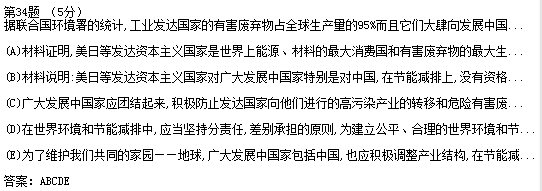 第34题 （5分）
据联合国环境署的统计,工业发达国家的有害废弃物占全球生产量的95%而且它们大肆向发展中国...
(A)材料证明,美日等发达资本主义国家是世界上能源、材料的最大消费国和有害废弃物的最大生...
(B)材料说明:美日等发达资本主义国家对广大发展中国家特别是对中国,在节能减排上,没有资格...
(C)广大发展中国家应团结起来,积极防止发达国家向他们进行的高污染产业的转移和危险有害废...
(D)在世界环境和节能减排中,应当坚持分责任,差别承担的原则,为建立公平、合理的世界环境和节...
(E)为了维护我们共同的家园——地球,广大发展中国家包括中国,也应积极调整产业结构,在节能减...
答案: ABCDE